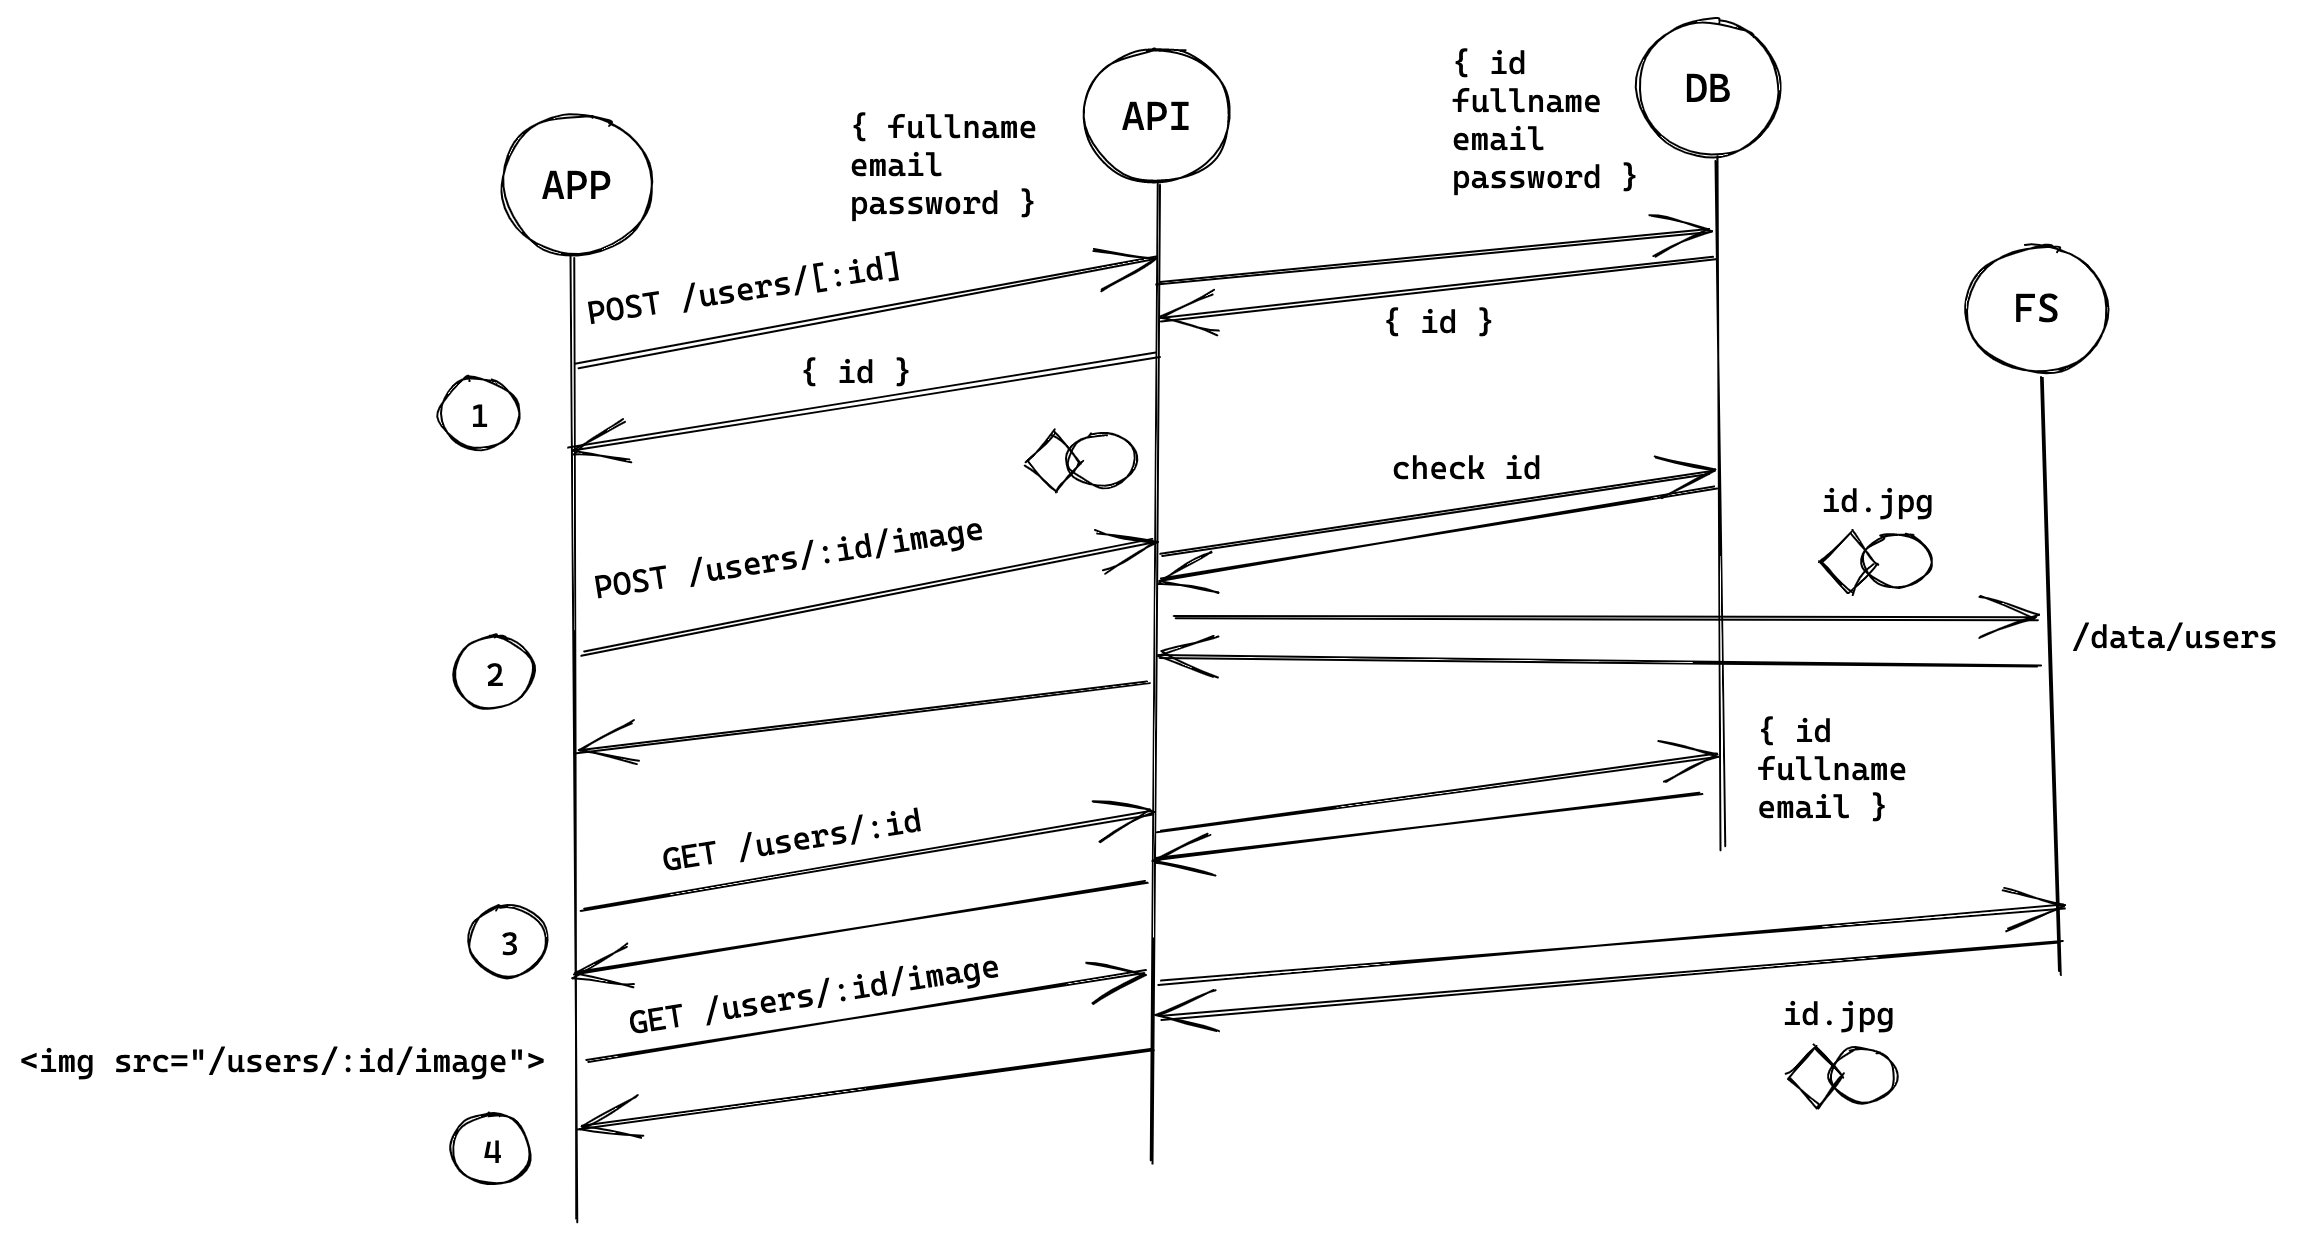 DB
{ id
fullname
email
password }
API
{ fullname
email
password }
APP
POST /users/[:id]
FS
{ id }
{ id }
1
check id
id.jpg
POST /users/:id/image
/data/users
2
{ id
fullname
email }
GET /users/:id
3
GET /users/:id/image
id.jpg
<img src="/users/:id/image">
4